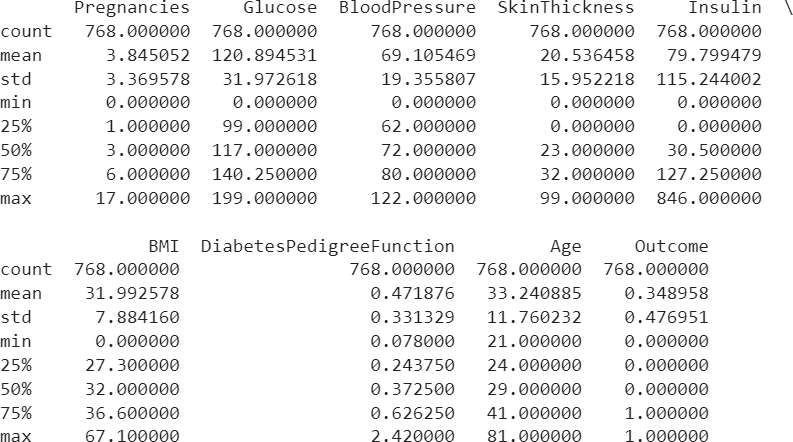 Pregnancies Glucose BloodPressure SkinThickness Insulin \
count 768.000000 768.000000 768.000000 768.000000 768.000000
mean 3.845052 120.894531 69.105469 20.536458 79.799479
std 3.369578 31.972618 19.355807 15.952218 115.244002
min 0.000000 0.000000 0.000000 0.000000 0.000000
25% 1.000000 99.000000 62.000000 0.000000 0.000000
50% 3.000000 117.000000 72.000000 23.000000 30.500000
75% 6.000000 140.250000 80.000000 32.000000 127.250000
max 17.000000 199.000000 122.000000 99.000000 846.000000
BMI DiabetesPedigreeFunction Age Outcome
count 768.000000 768.000000 768.000000 768.000000
mean 31.992578 0.471876 33.240885 0.348958
std 7.884160 0.331329 11.760232 0.476951
min 0.000000 0.078000 21.000000 0.000000
25% 27.300000 0.243750 24.000000 0.000000
50% 32.000000 0.372500 29.000000 0.000000
75% 36.600000 0.626250 41.000000 1.000000
max 67.100000 2.420000 81.000000 1.000000